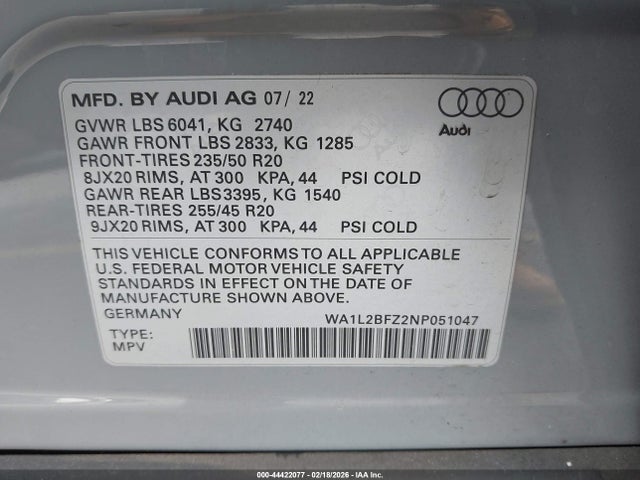 MFD. BY AUDI AG 07/ 22
Audi
GVWR LBS 6041, KG 2740
GAWR FRONT LBS 2833, KG 1285
FRONT-TIRES 235/50 R20
8JX20 RIMS, AT 300 KPA, 44 PSI COLD
GAWR REAR LBS3395, KG 1540
REAR-TIRES 255/45 R20
9JX20 RIMS, AT 300 KPA, 44 PSI COLD
THIS VEHICLE CONFORMS TO ALL APPLICABLE
U.S. FEDERAL MOTOR VEHICLE SAFETY
STANDARDS IN EFFECT ON THE DATE OF
MANUFACTURE SHOWN ABOVE.
GERMANY WA1L2BFZ2NP051047
TYPE:
MPV
000-44422077 - 02/18/2026 - IAA Inc.